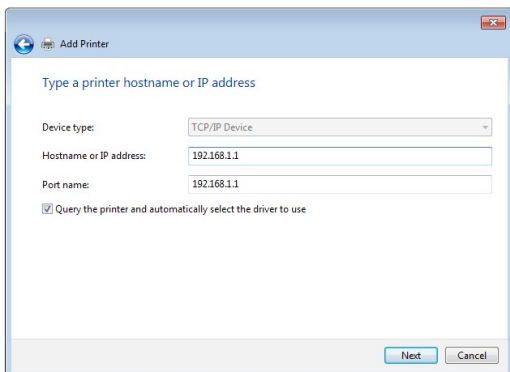 Add Printer
Type a printer hostname or IP address
Device type: TCP/IP Device
Hostname or IP address: 192.168.1.1
Port name: 192.168.1.1
Query the printer and automatically select the driver to use
Next Cancel